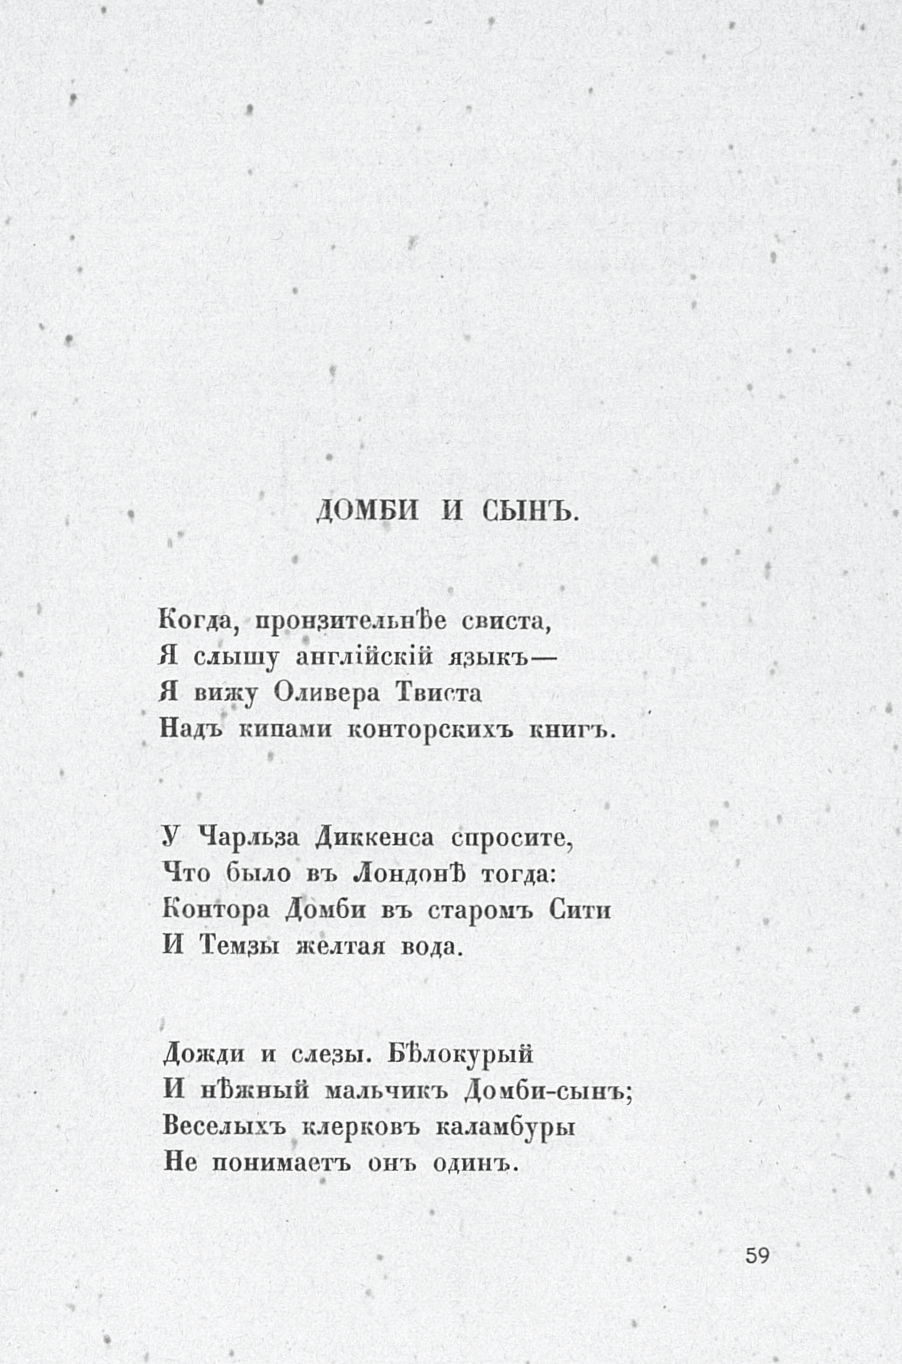 ДОМБИ И СЫНЪ.
Когда, пронзительнѣе свиста,
Я слышу англійскій языкъ—
Я вижу Оливера Твиста
Надъ кипами конторскихъ книгъ.
У Чарльза Диккенса спросите,
Что было въ Лондонѣ тогда:
Контора Домби въ старомъ Сити
И Темзы желтая вода.
Дожди и слезы. Бѣлокурый
И нѣжный мальчикъ Домби-сынъ;
Веселыхъ клерковъ каламбуры
Не понимаетъ онъ одинъ.
59